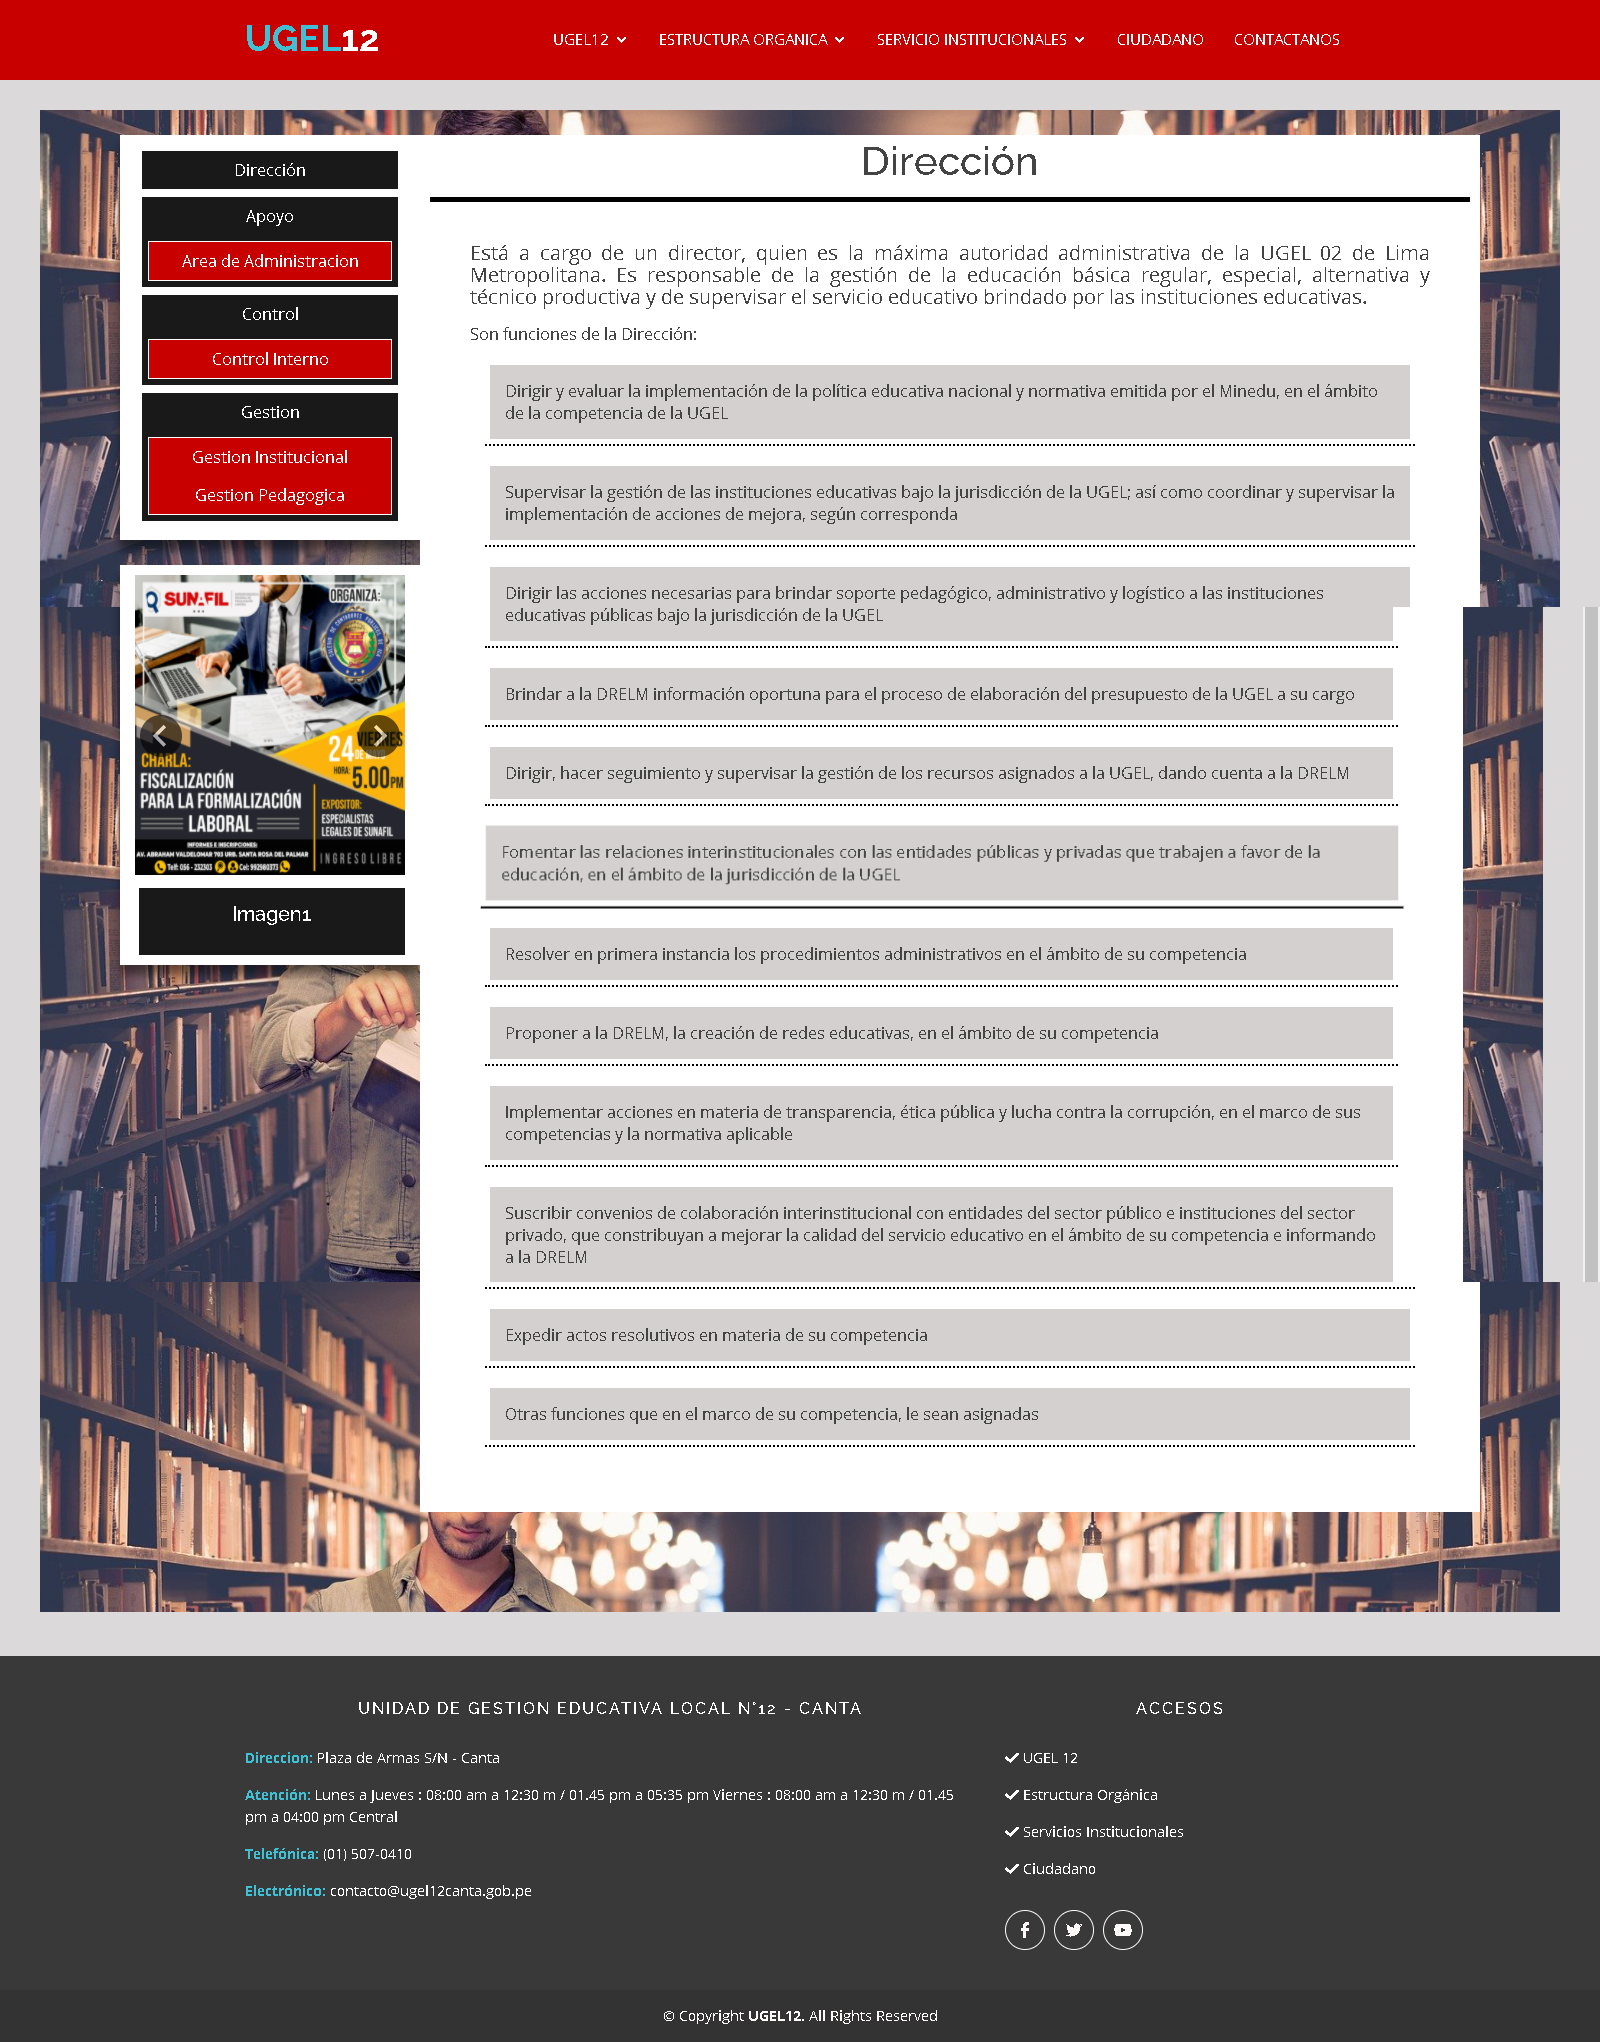 UGEL12
UGEL12
ESTRUCTURA ORGANICA
SERVICIO INSTITUCIONALES
CIUDADANO
CONTACTANOS
Dirección
Apoyo
Area de Administracion
Control
Control Interno
Gestion
Gestion Institucional
Gestion Pedagogica
SUNAFIL
ORGANIZA:
24
VIERNES
HORA: 5.00PM
CHARLA:
FISCALIZACIÓN
PARA LA FORMALIZACIÓN
LABORAL
EXPOSITOR:
ESPECIALISTAS
LEGALES DE SUNAFIL
INFORMES E INSCRIPCIONES:
AV. ABRAHAM VALDELOMAR 703 URB. SANTA ROSA DEL PALMAR
Telf: 056 - 232303
Cel: 992980373
INGRESO LIBRE
Imagen1
Dirección
Está a cargo de un director, quien es la máxima autoridad administrativa de la UGEL 02 de Lima
Metropolitana. Es responsable de la gestión de la educación básica regular, especial, alternativa y
técnico productiva y de supervisar el servicio educativo brindado por las instituciones educativas.
Son funciones de la Dirección:
Dirigir y evaluar la implementación de la política educativa nacional y normativa emitida por el Minedu, en el ámbito
de la competencia de la UGEL
Supervisar la gestión de las instituciones educativas bajo la jurisdicción de la UGEL; así como coordinar y supervisar la
implementación de acciones de mejora, según corresponda
Dirigir las acciones necesarias para brindar soporte pedagógico, administrativo y logístico a las instituciones
educativas públicas bajo la jurisdicción de la UGEL
Brindar a la DRELM información oportuna para el proceso de elaboración del presupuesto de la UGEL a su cargo
Dirigir, hacer seguimiento y supervisar la gestión de los recursos asignados a la UGEL, dando cuenta a la DRELM
Fomentar las relaciones interinstitucionales con las entidades públicas y privadas que trabajen a favor de la
educación, en el ámbito de la jurisdicción de la UGEL
Resolver en primera instancia los procedimientos administrativos en el ámbito de su competencia
Proponer a la DRELM, la creación de redes educativas, en el ámbito de su competencia
Implementar acciones en materia de transparencia, ética pública y lucha contra la corrupción, en el marco de sus
competencias y la normativa aplicable
Suscribir convenios de colaboración interinstitucional con entidades del sector público e instituciones del sector
privado, que constribuyan a mejorar la calidad del servicio educativo en el ámbito de su competencia e informando
a la DRELM
Expedir actos resolutivos en materia de su competencia
Otras funciones que en el marco de su competencia, le sean asignadas
UNIDAD DE GESTION EDUCATIVA LOCAL N°12 - CANTA
Direccion: Plaza de Armas S/N - Canta
Atención: Lunes a Jueves : 08:00 am a 12:30 m / 01.45 pm a 05:35 pm Viernes : 08:00 am a 12:30 m / 01.45
pm a 04:00 pm Central
Telefónica: (01) 507-0410
Electrónico: contacto@ugel12canta.gob.pe
ACCESOS
UGEL 12
Estructura Orgánica
Servicios Institucionales
Ciudadano
© Copyright UGEL12. All Rights Reserved